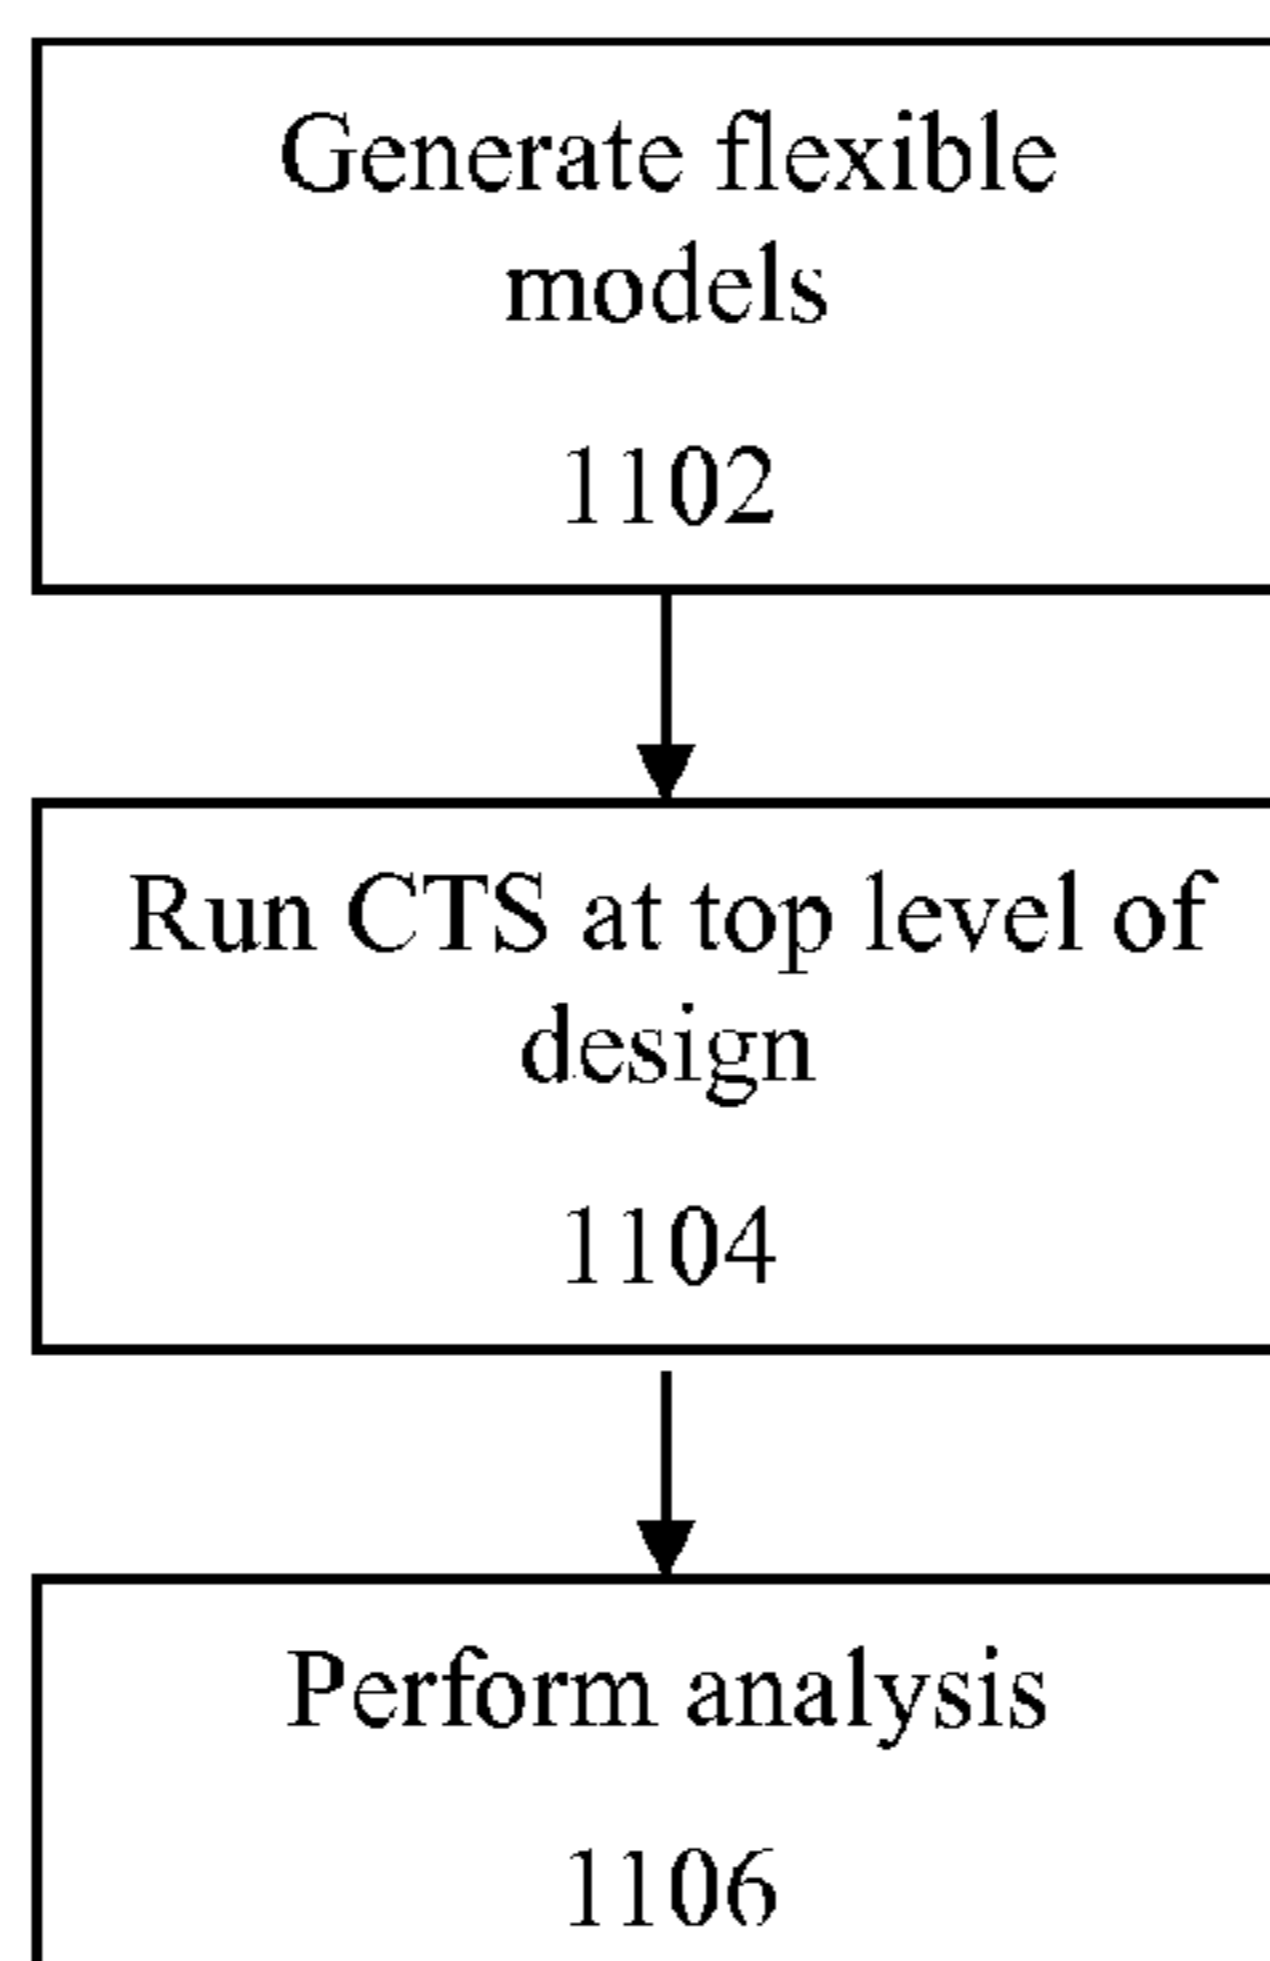 Generate flexible
models
1102
Run CTS at top level of
design
1104
Perform analysis
1106